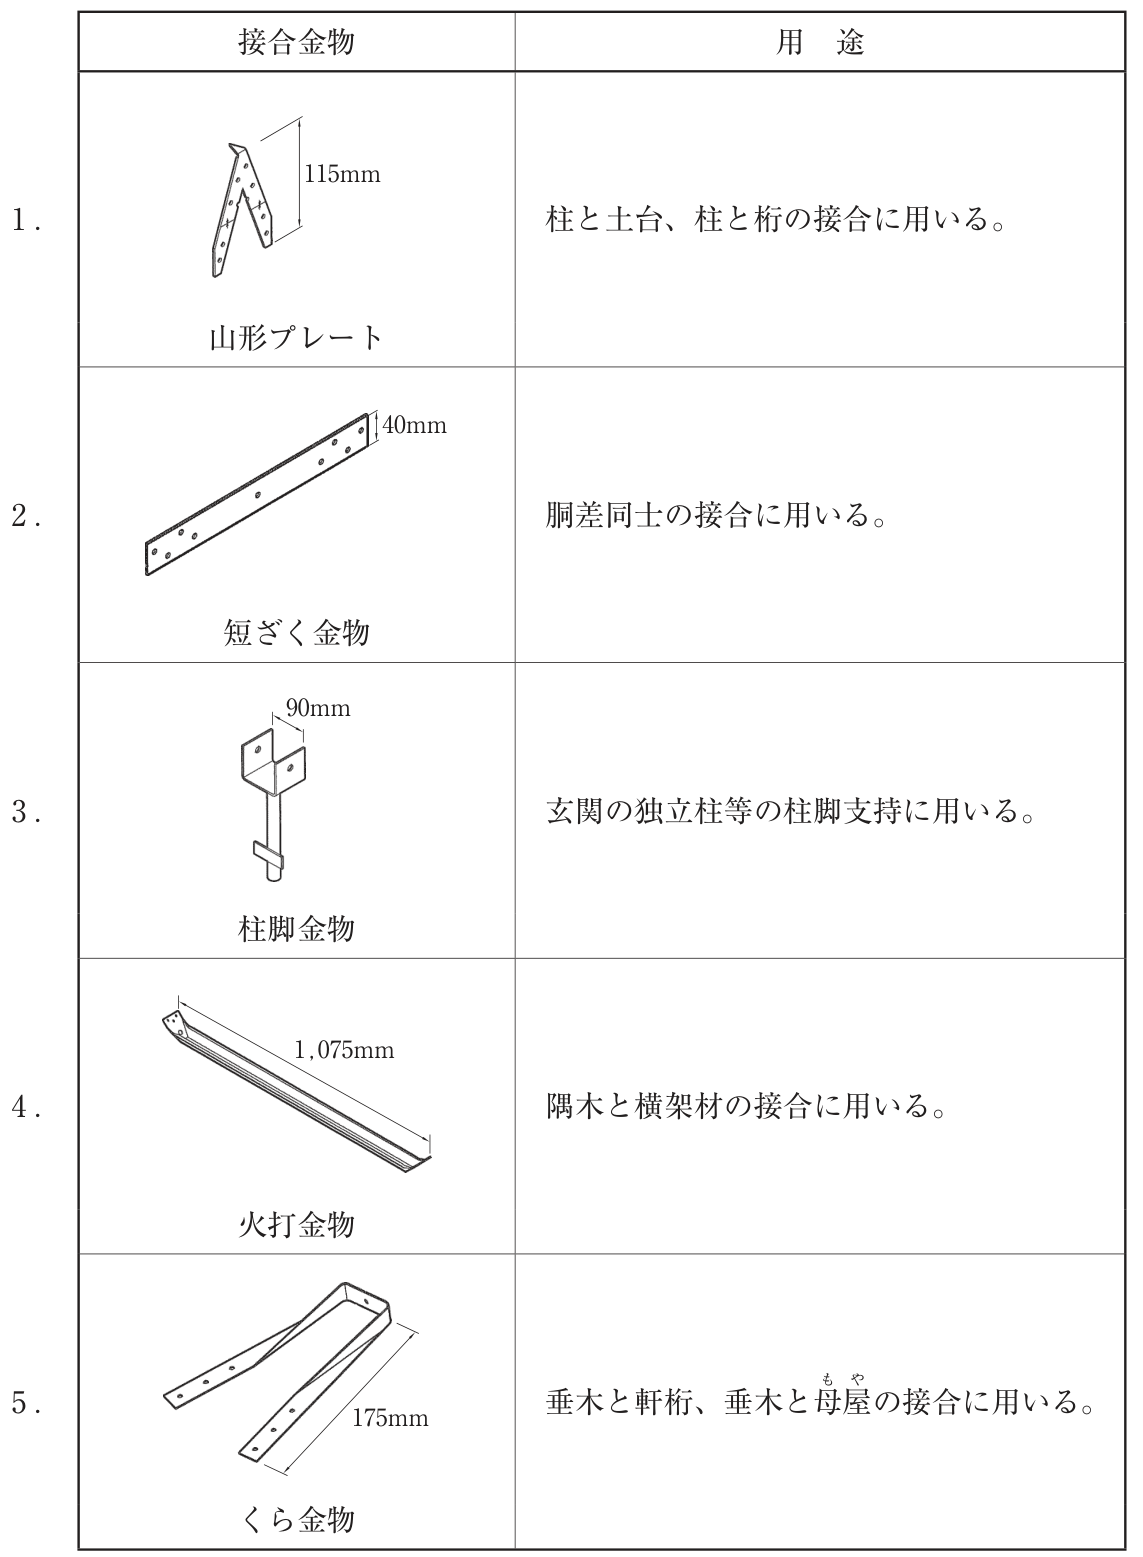 接合金物 用　途
1．
115mm
山形プレート
柱と土台、柱と桁の接合に用いる。
2．
40mm
短ざく金物
胴差同士の接合に用いる。
3．
90mm
柱脚金物
玄関の独立柱等の柱脚支持に用いる。
4．
1,075mm
火打金物
隅木と横架材の接合に用いる。
5．
175mm
くら金物
もや
垂木と軒桁、垂木と母屋の接合に用いる。